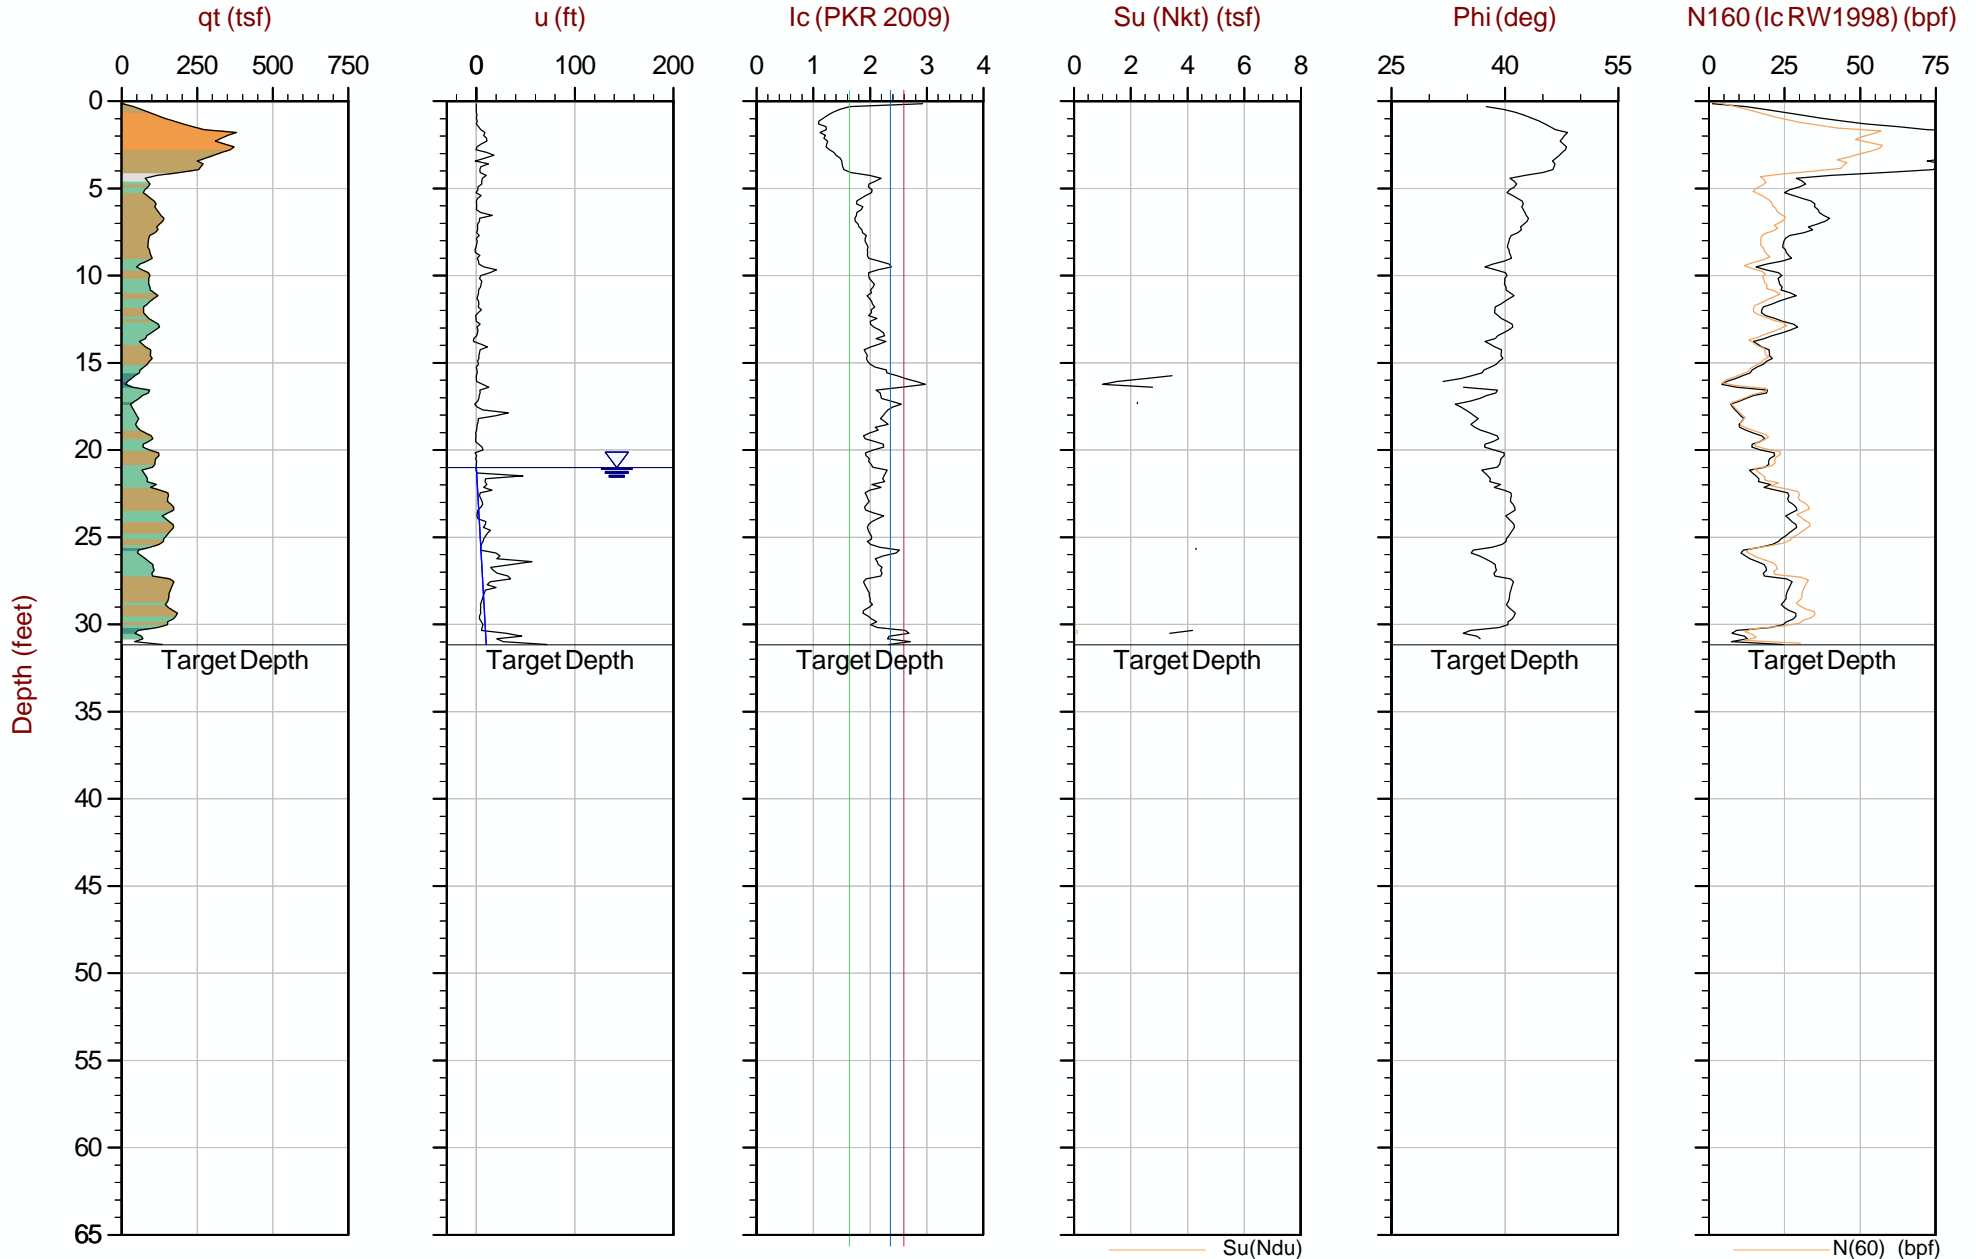 qt (tsf) u (ft) Ic (PKR 2009) Su (Nkt) (tsf) Phi (deg) N160 (Ic RW1998) (bpf)
0 250 500 750 0 100 200 0 1 2 3 4 0 2 4 6 8 25 40 55 0 25 50 75
0
5
10
15
20
25
30
Target Depth Target Depth Target Depth Target Depth Target Depth Target Depth
35
40
45
50
55
60
65
Depth (feet)
Su(Ndu) N(60) (bpf)